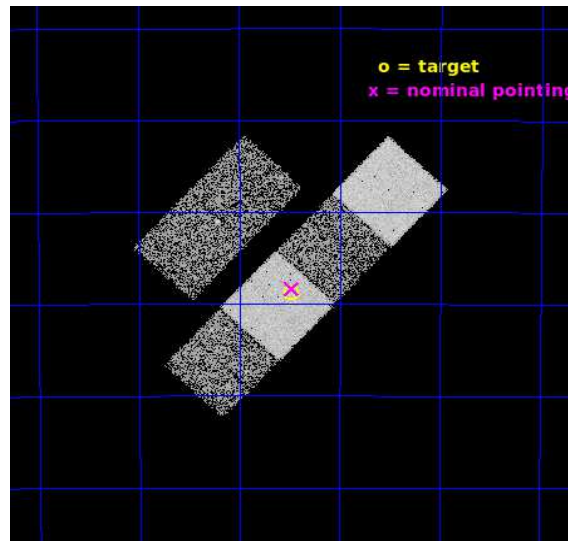 o = target
x = nominal pointing